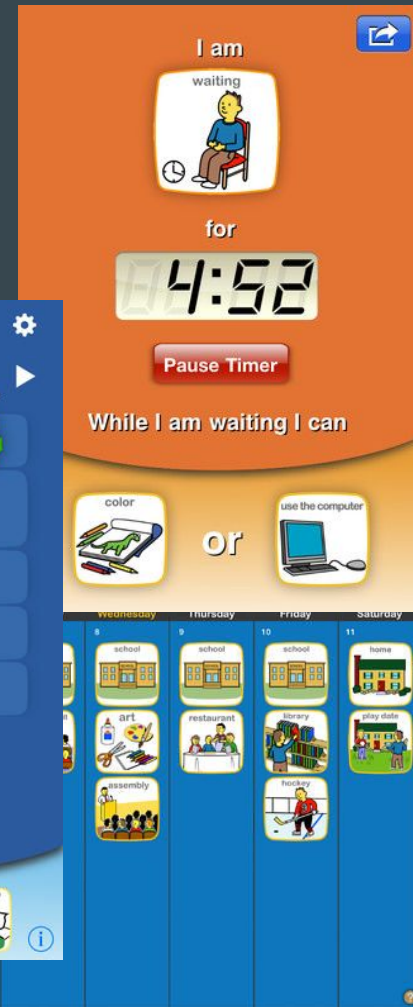 I am
waiting
for
4:52
Pause Timer
While I am waiting I can
color
or
use the computer
Wednesday Thursday Friday Saturday
8 9 10 11
school school school home
art restaurant library play date
assembly hockey